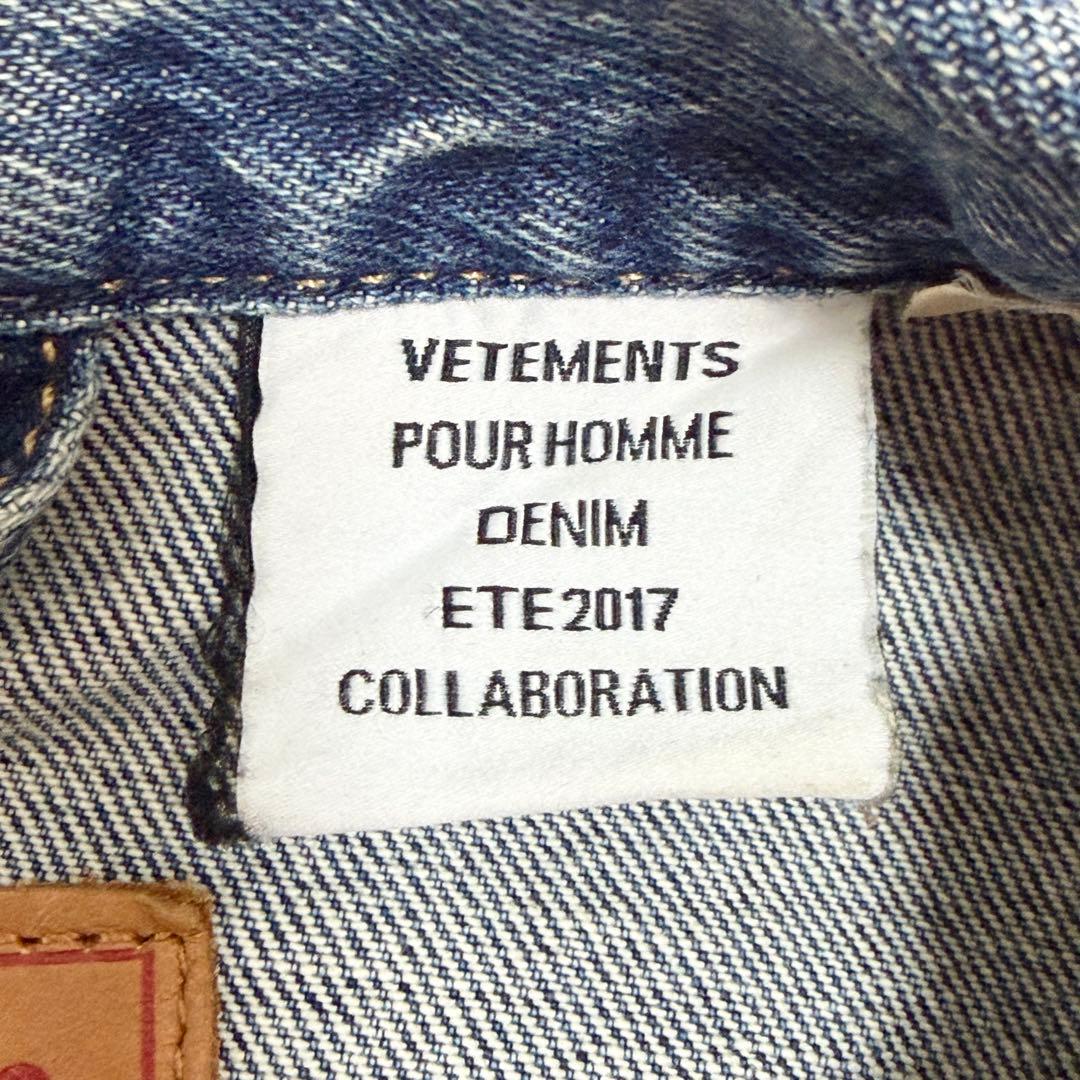 VETEMENTS
POUR HOMME
DENIM
ETE 2017
COLLABORATION